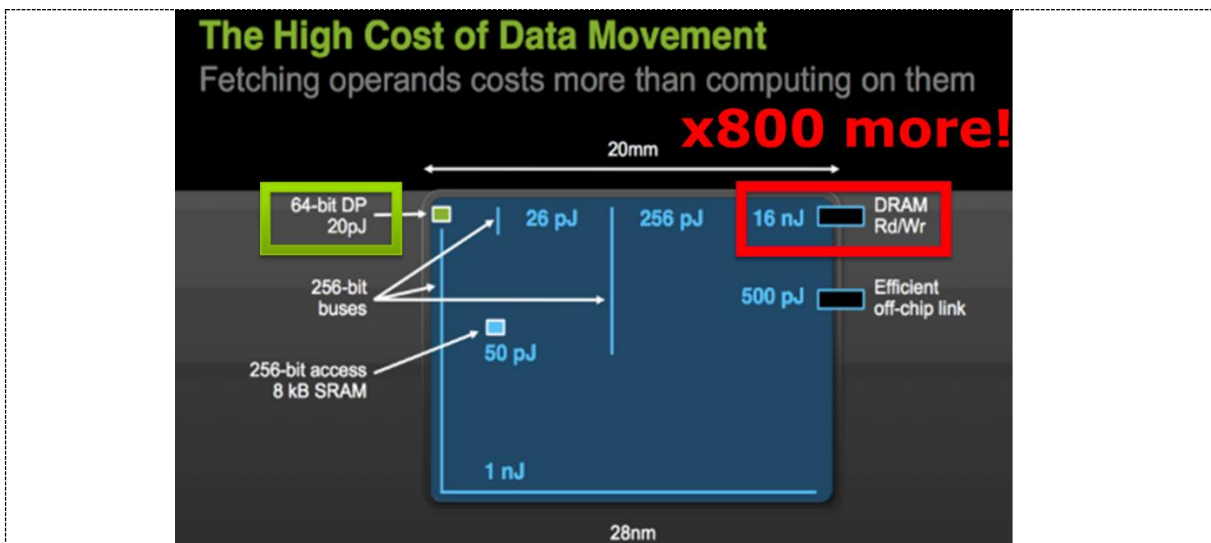 The High Cost of Data Movement
Fetching operands costs more than computing on them
x800 more!
20mm
64-bit DP
20pJ
26 pJ
256 pJ
16 nJ
DRAM
Rd/Wr
256-bit
buses
500 pJ
Efficient
off-chip link
50 pJ
256-bit access
8 kB SRAM
1 nJ
28nm